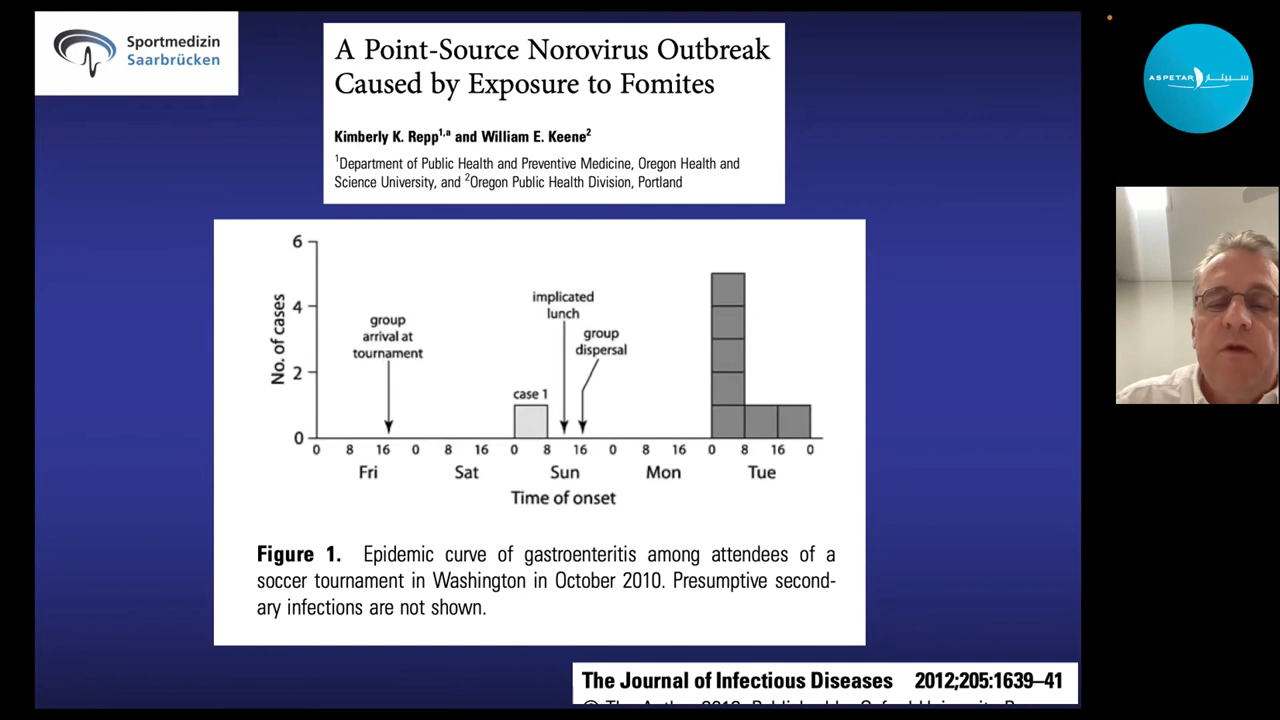 Sportmedizin
Saarbrücken
A Point-Source Norovirus Outbreak
Caused by Exposure to Fomites
Kimberly K. Repp1,a and William E. Keene2
1Department of Public Health and Preventive Medicine, Oregon Health and
Science University, and 2Oregon Public Health Division, Portland
ASPETAR سبيتار
6
4
2
0
No. of cases
group
arrival at
tournament
case 1
implicated
lunch
group
dispersal
0 8 16 0 8 16 0 8 16 0 8 16 0 8 16 0
Fri Sat Sun Mon Tue
Time of onset
Figure 1. Epidemic curve of gastroenteritis among attendees of a
soccer tournament in Washington in October 2010. Presumptive second-
ary infections are not shown.
The Journal of Infectious Diseases 2012;205:1639–41